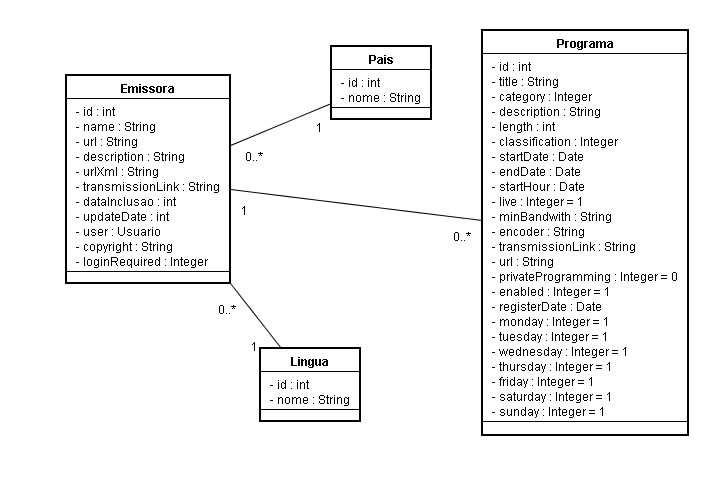 Emissora
- id : int
- name : String
- url : String
- description : String
- urlXml : String
- transmissionLink : String
- dataInclusao : int
- updateDate : int
- user : Usuario
- copyright : String
- loginRequired : Integer
Pais
- id : int
- nome : String
1
0..*
1
0..*
0..*
1
Lingua
- id : int
- nome : String
Programa
- id : int
- title : String
- category : Integer
- description : String
- length : int
- classification : Integer
- startDate : Date
- endDate : Date
- startHour : Date
- live : Integer = 1
- minBandwith : String
- encoder : String
- transmissionLink : String
- url : String
- privateProgramming : Integer = 0
- enabled : Integer = 1
- registerDate : Date
- monday : Integer = 1
- tuesday : Integer = 1
- wednesday : Integer = 1
- thursday : Integer = 1
- friday : Integer = 1
- saturday : Integer = 1
- sunday : Integer = 1